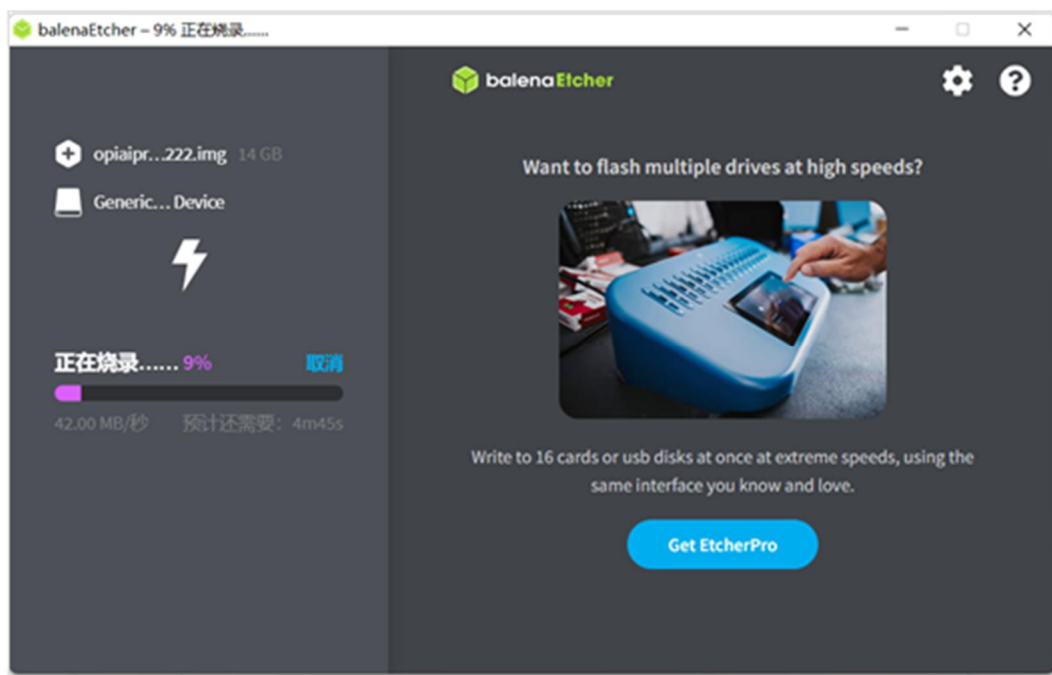 balenaEtcher – 9% 正在烧录......
balenaEtcher
opiaipr...222.img 14 GB
Generic... Device
正在烧录...... 9% 取消
42.00 MB/秒 预计还需要： 4m45s
Want to flash multiple drives at high speeds?
Write to 16 cards or usb disks at once at extreme speeds, using the
same interface you know and love.
Get EtcherPro